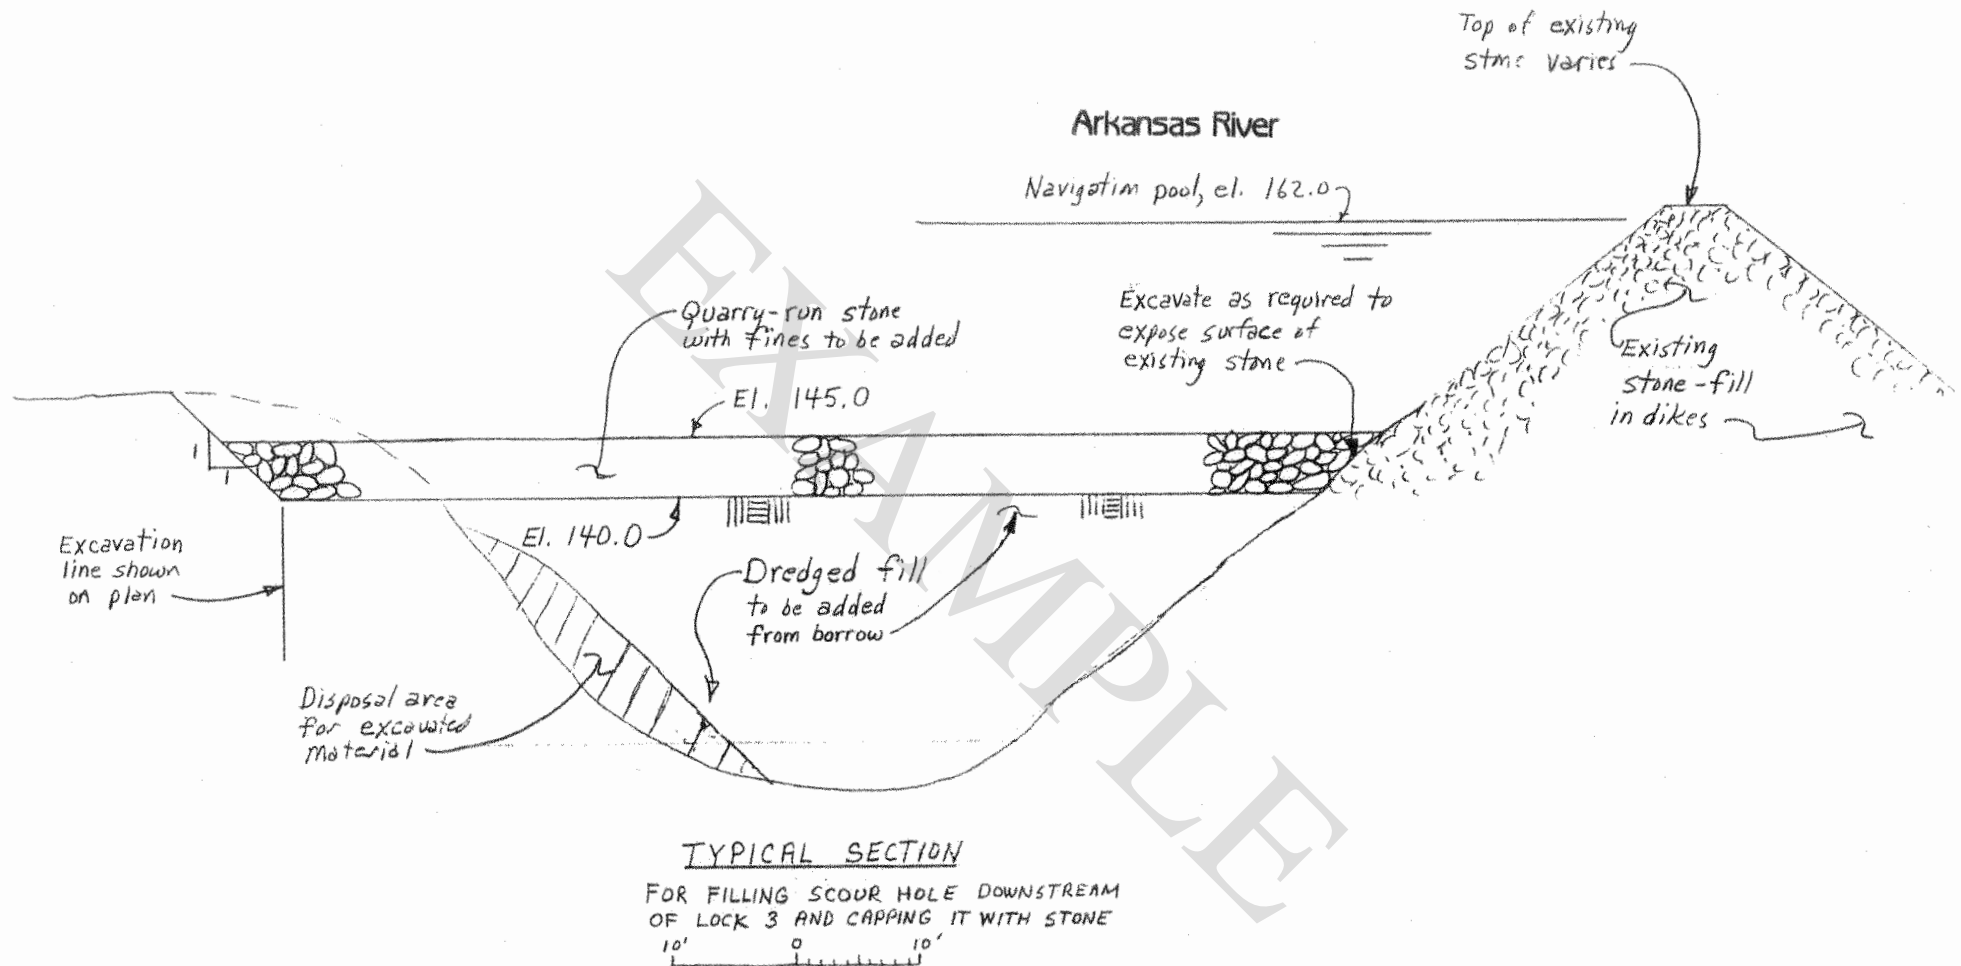 Top of existing
stone varies
Arkansas River
Navigation pool, el. 162.0
Quarry-run stone
with fines to be added
Excavate as required to
expose surface of
existing stone
Existing
stone-fill
in dikes
El. 145.0
1
1
El. 140.0
Excavation
line shown
on plan
Dredged fill
to be added
from borrow
Disposal area
for excavated
material
EXAMPLE
TYPICAL SECTION
FOR FILLING SCOUR HOLE DOWNSTREAM
OF LOCK 3 AND CAPPING IT WITH STONE
10' 0 10'